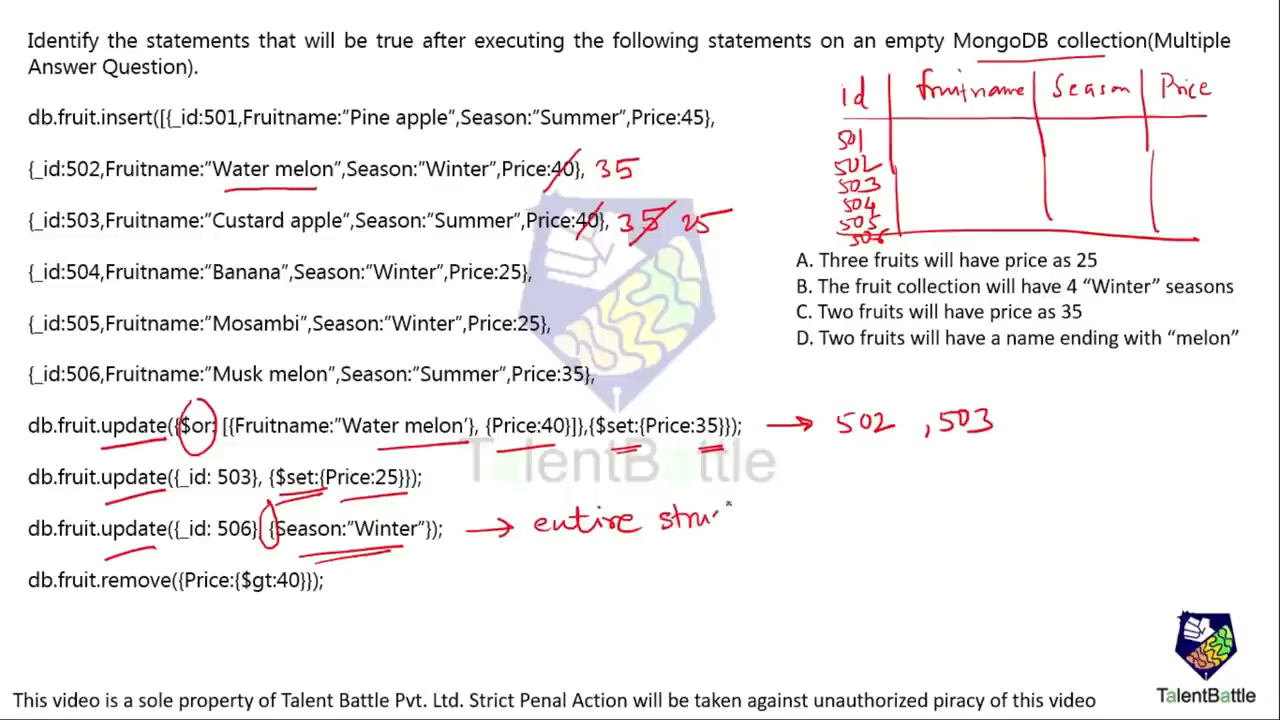 Identify the statements that will be true after executing the following statements on an empty MongoDB collection(Multiple
Answer Question).
id fruitname Season Price
db.fruit.insert([{_id:501,Fruitname:"Pine apple",Season:"Summer",Price:45},
501
{_id:502,Fruitname:"Water melon",Season:"Winter",Price:40}, 35
502
503
{_id:503,Fruitname:"Custard apple",Season:"Summer",Price:40}, 35 25
504
505
506
A. Three fruits will have price as 25
{_id:504,Fruitname:"Banana",Season:"Winter",Price:25},
B. The fruit collection will have 4 "Winter" seasons
C. Two fruits will have price as 35
{_id:505,Fruitname:"Mosambi",Season:"Winter",Price:25},
D. Two fruits will have a name ending with "melon"
{_id:506,Fruitname:"Musk melon",Season:"Summer",Price:35},
db.fruit.update({$or: [{Fruitname:"Water melon'}, {Price:40}]},{$set:{Price:35}}); → 502 , 503
TalentBattle
db.fruit.update({_id: 503}, {$set:{Price:25}});
db.fruit.update({_id: 506}, {Season:"Winter"}); → entire stru
db.fruit.remove({Price:{$gt:40}});
TalentBattle
This video is a sole property of Talent Battle Pvt. Ltd. Strict Penal Action will be taken against unauthorized piracy of this video